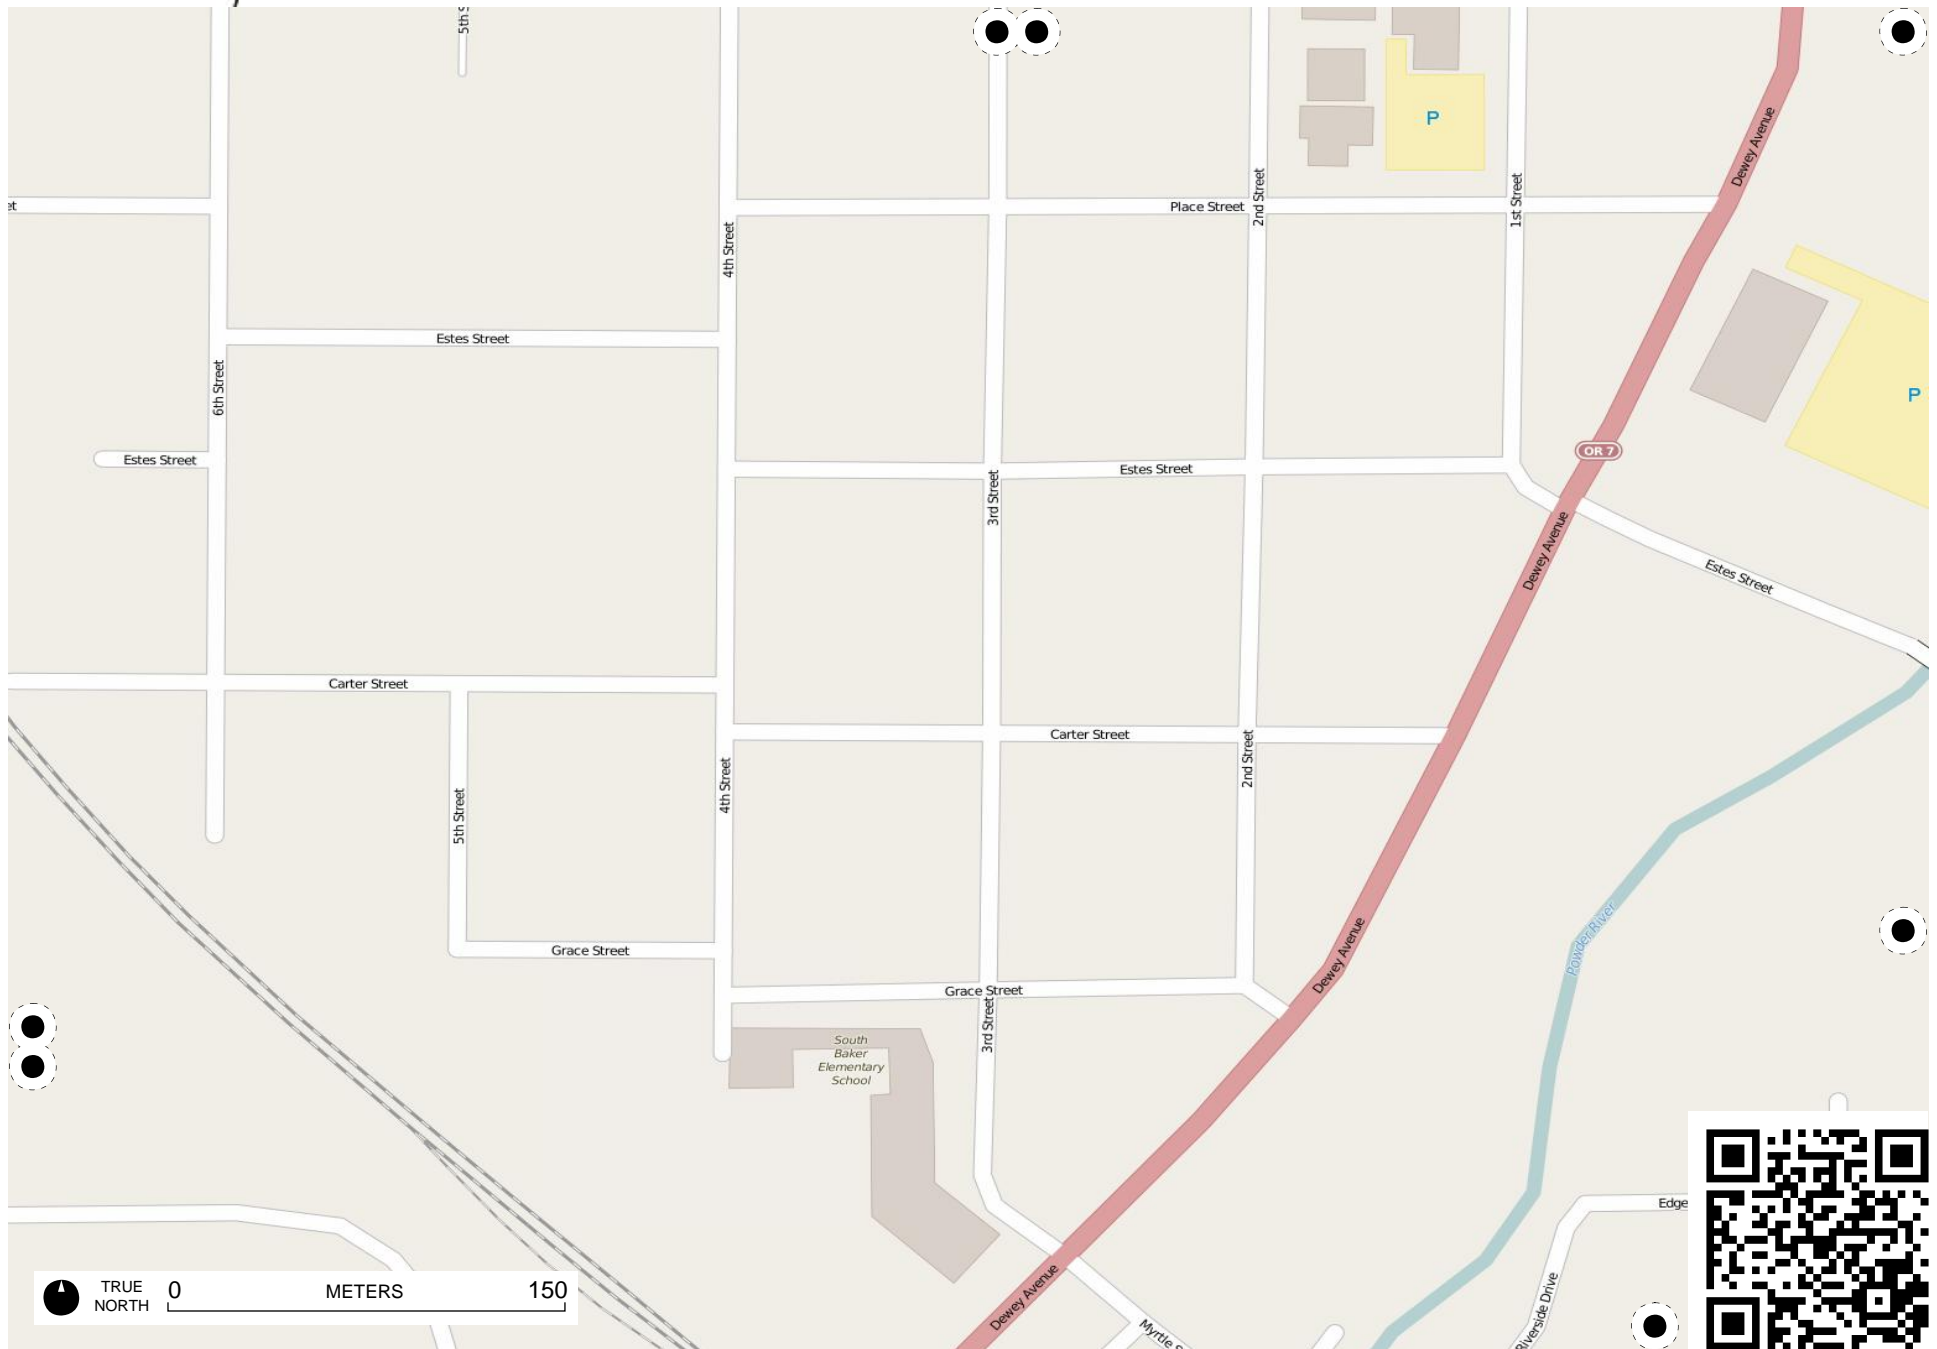 5th S
Dewey Avenue
P
2nd Street
1st Street
et
Place Street
4th Street
Estes Street
6th Street
P
OR 7
Estes Street
Estes Street
3rd Street
Dewey Avenue
Estes Street
Carter Street
Carter Street
2nd Street
4th Street
5th Street
Powder River
Dewey Avenue
Grace Street
Grace Street
3rd Street
South
Baker
Elementary
School
Edge
TRUE
NORTH
0 METERS 150
Dewey Avenue
Riverside Drive
Myrtle S